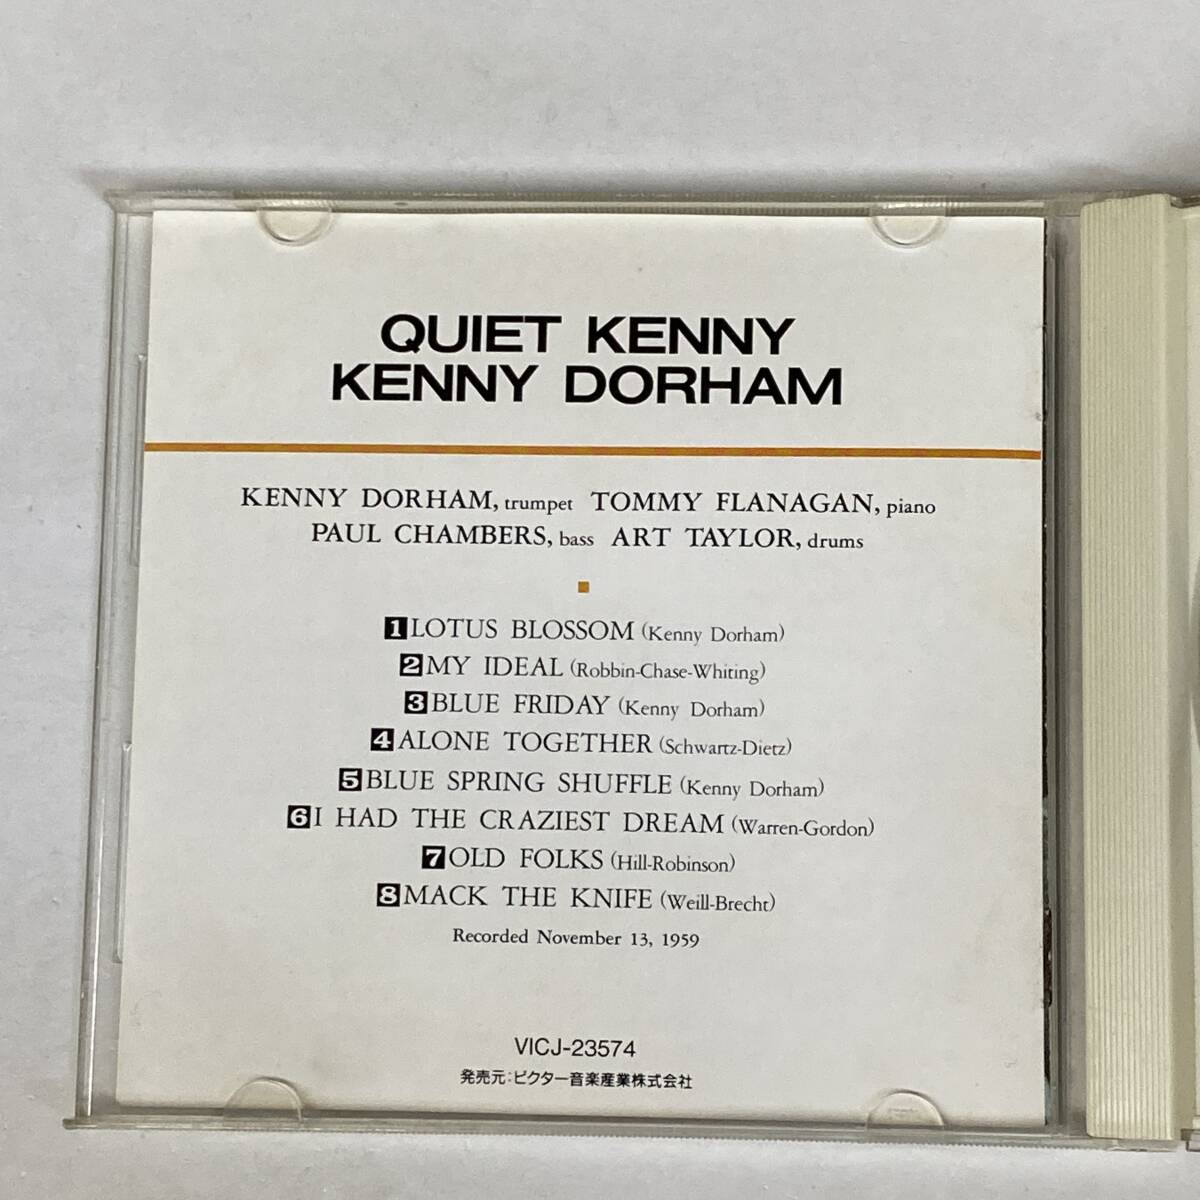 QUIET KENNY
KENNY DORHAM
KENNY DORHAM, trumpet TOMMY FLANAGAN, piano
PAUL CHAMBERS, bass ART TAYLOR, drums
1 LOTUS BLOSSOM (Kenny Dorham)
2 MY IDEAL (Robbin-Chase-Whiting)
3 BLUE FRIDAY (Kenny Dorham)
4 ALONE TOGETHER (Schwartz-Dietz)
5 BLUE SPRING SHUFFLE (Kenny Dorham)
6 I HAD THE CRAZIEST DREAM (Warren-Gordon)
7 OLD FOLKS (Hill-Robinson)
8 MACK THE KNIFE (Weill-Brecht)
Recorded November 13, 1959
VICJ-23574
発売元:ビクター音楽産業株式会社